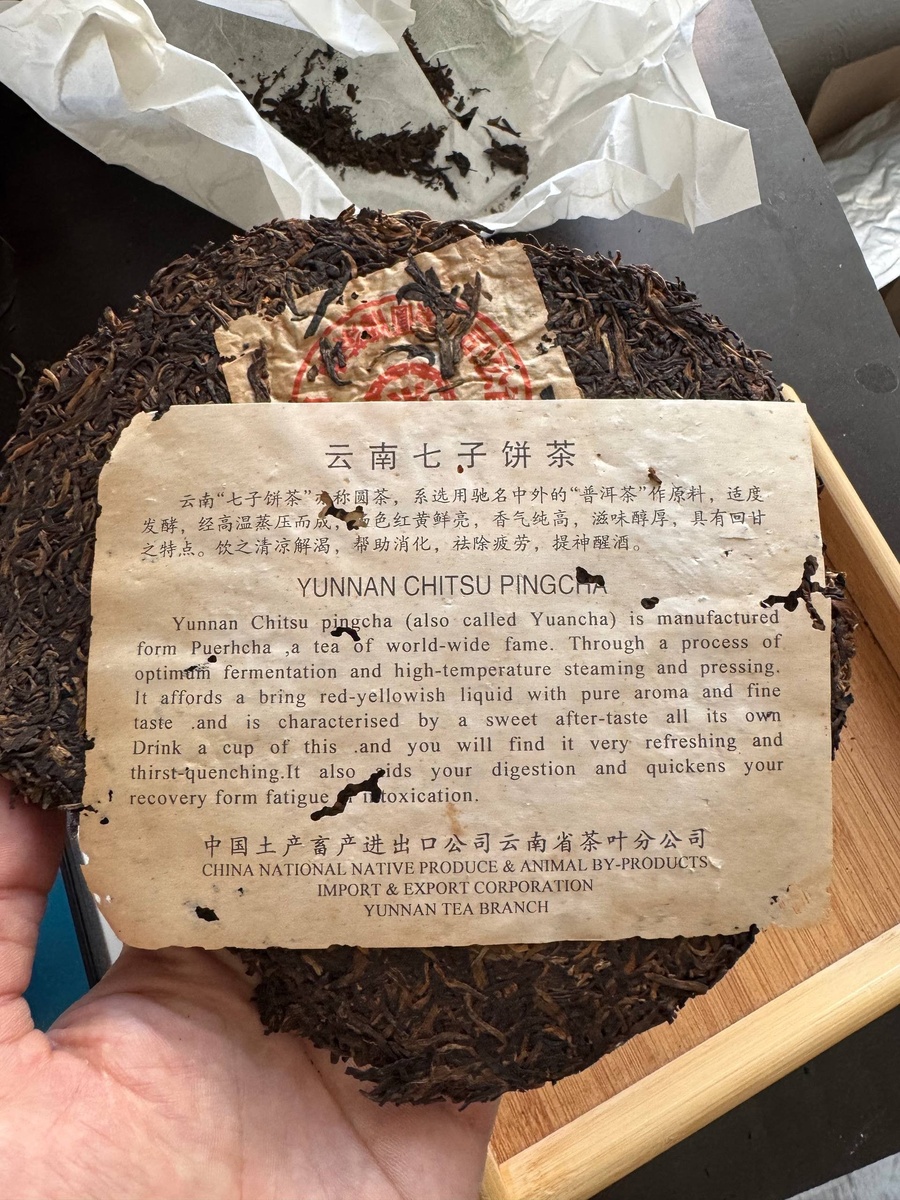 云南七子饼茶
云南“七子饼茶”亦称圆茶，系选用驰名中外的“普洱茶”作原料，适度
发酵，经高温蒸压而成，色红黄鲜亮，香气纯高，滋味醇厚，具有回甘
之特点。饮之清凉解渴，帮助消化，祛除疲劳，提神醒酒。
YUNNAN CHITSU PINGCHA
Yunnan Chitsu pingcha (also called Yuancha) is manufactured
form Puerhcha ,a tea of world-wide fame. Through a process of
optimum fermentation and high-temperature steaming and pressing.
It affords a bring red-yellowish liquid with pure aroma and fine
taste .and is characterised by a sweet after-taste all its own
Drink a cup of this .and you will find it very refreshing and
thirst-quenching.It also aids your digestion and quickens your
recovery form fatigue or intoxication.
中国土产畜产进出口公司云南省茶叶分公司
CHINA NATIONAL NATIVE PRODUCE & ANIMAL BY-PRODUCTS
IMPORT & EXPORT CORPORATION
YUNNAN TEA BRANCH